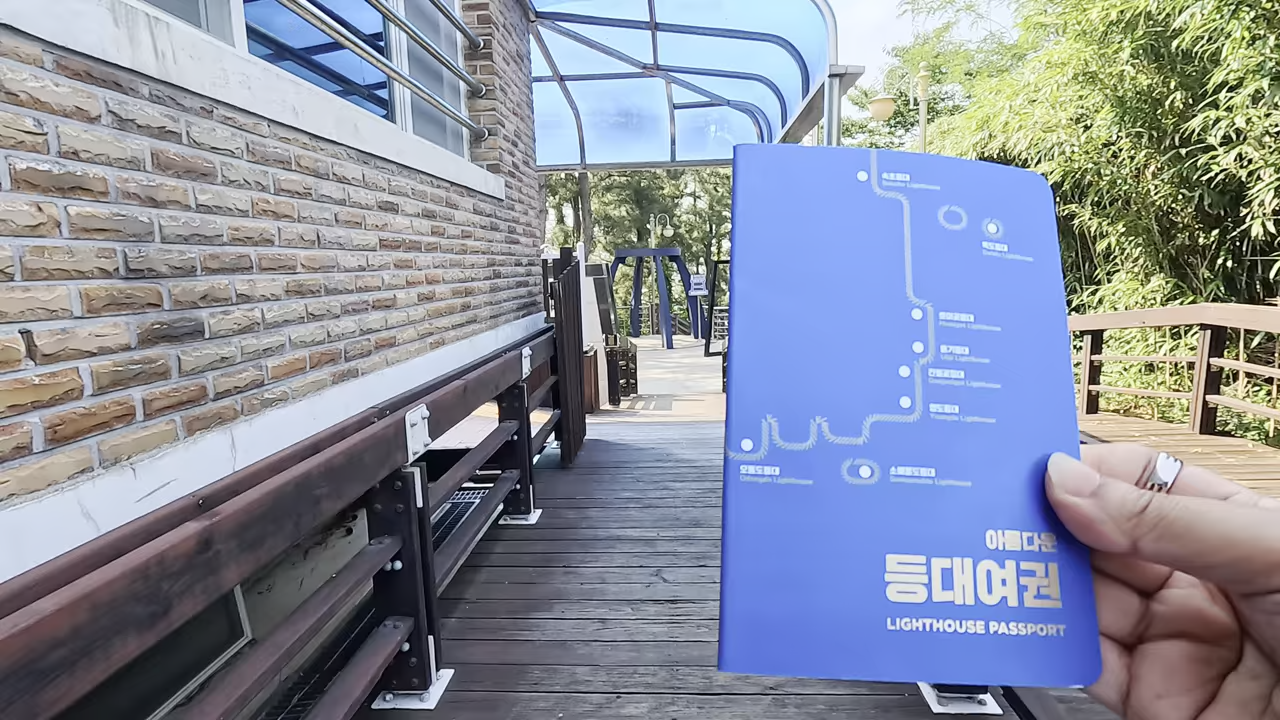 속초등대
Sokcho Lighthouse
독도등대
Dokdo Lighthouse
호미곶등대
Homigot Lighthouse
울기등대
Ulgi Lighthouse
간절곶등대
Ganjeolgot Lighthouse
영도등대
Yeongdo Lighthouse
오동도등대
Odongdo Lighthouse
소매물도등대
Somaemuldo Lighthouse
아름다운
등대여권
LIGHTHOUSE PASSPORT